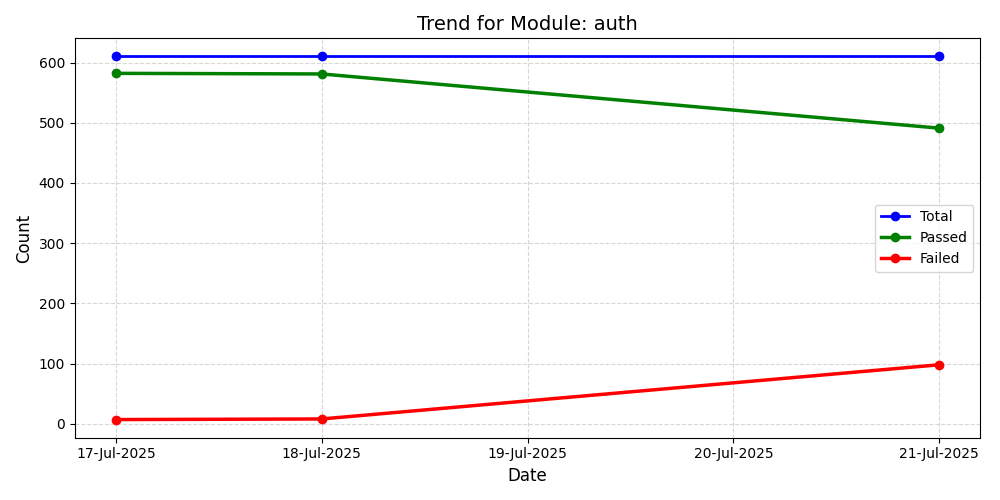 Trend for Module: auth
600
500
400
300
200
100
0
Count
Total
Passed
Failed
17-Jul-2025
18-Jul-2025
19-Jul-2025
20-Jul-2025
21-Jul-2025
Date